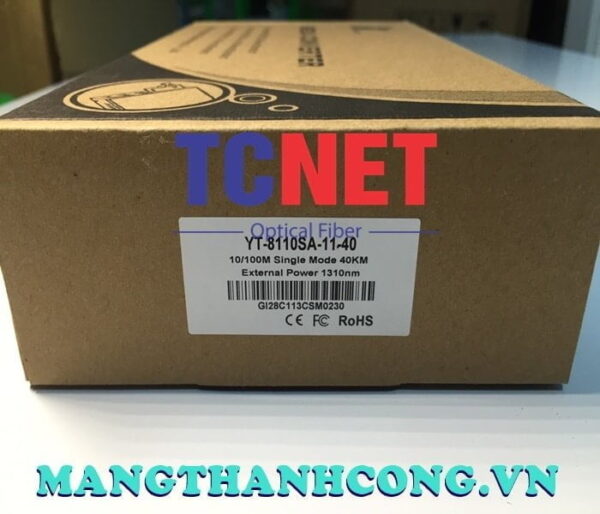 TCNET
Optical Fiber
YT-8110SA-11-40
10/100M Single Mode 40KM
External Power 1310nm
GI28C113CSM0230
CE FC RoHS
MANGTHANHCONG.VN